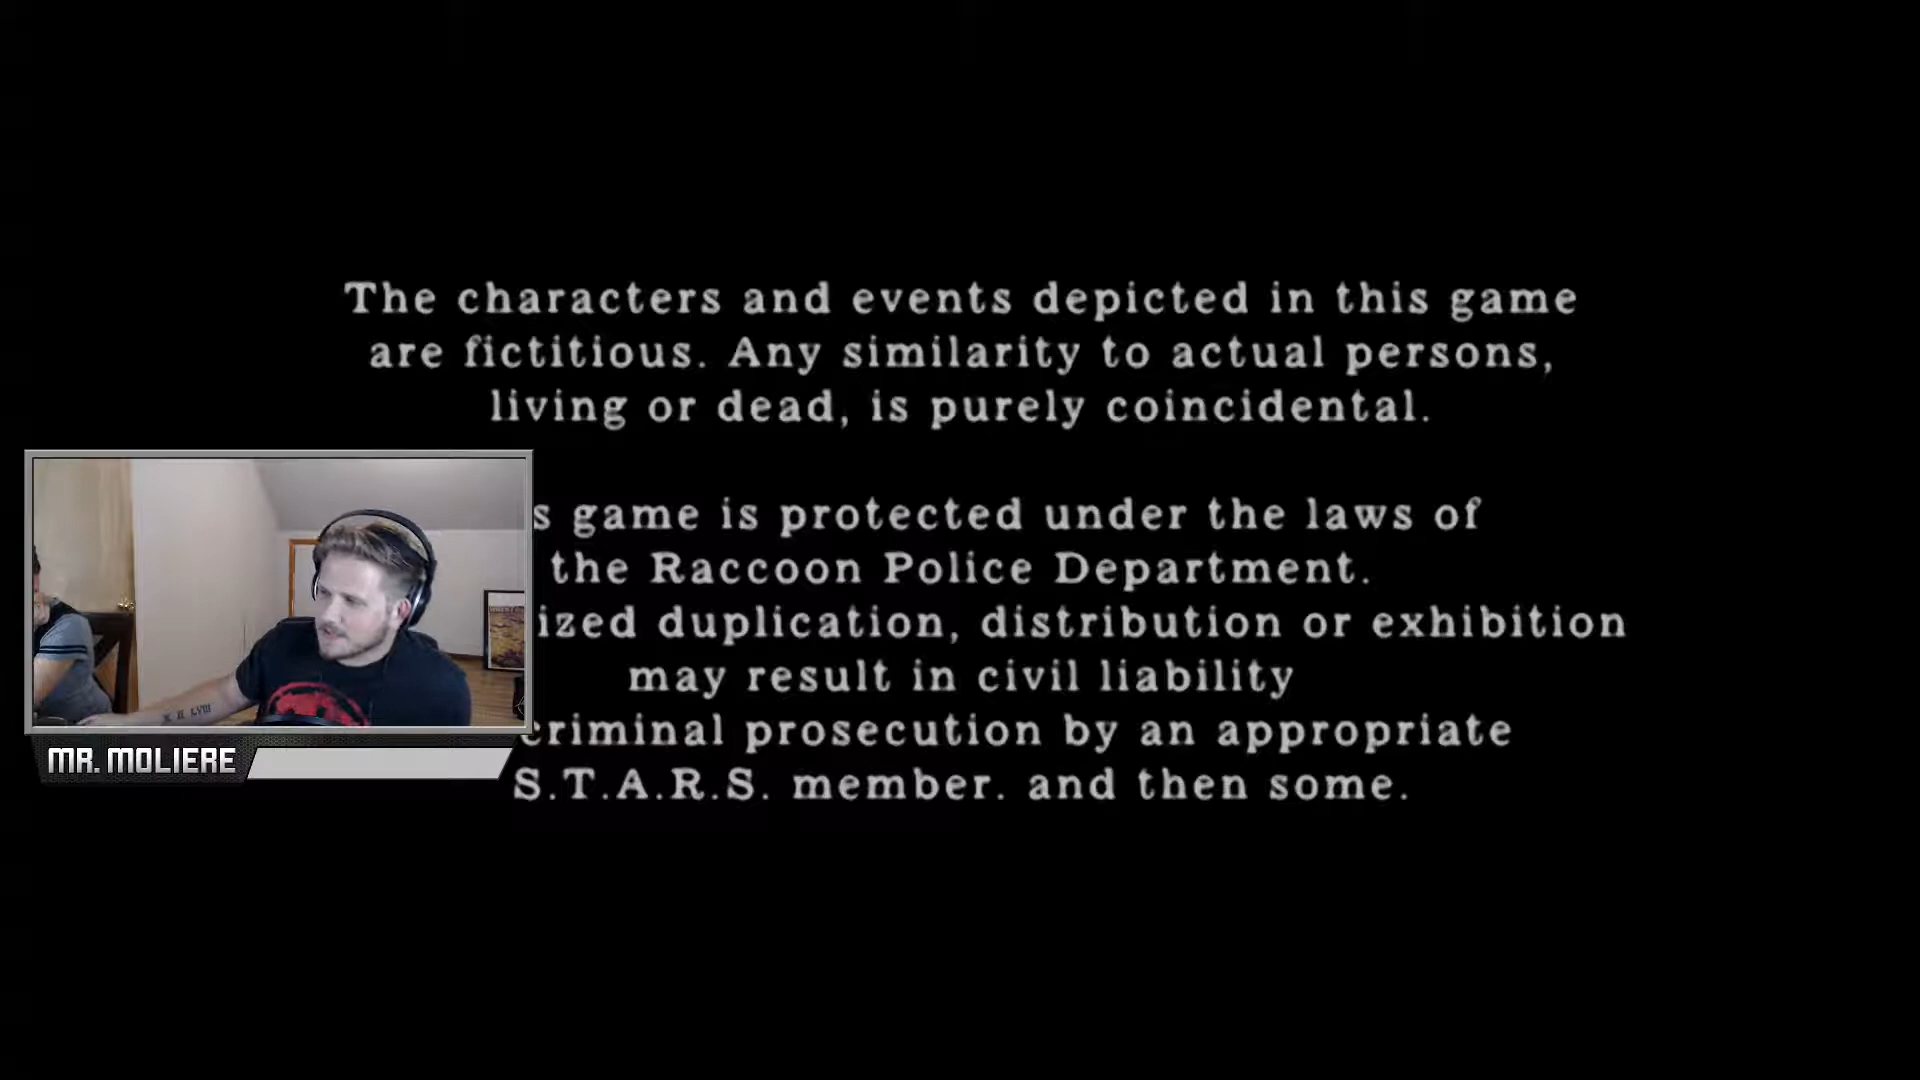 The characters and events depicted in this game
are fictitious. Any similarity to actual persons,
living or dead, is purely coincidental.
s game is protected under the laws of
the Raccoon Police Department.
ized duplication, distribution or exhibition
may result in civil liability
criminal prosecution by an appropriate
S.T.A.R.S. member. and then some.
MR. MOLIERE